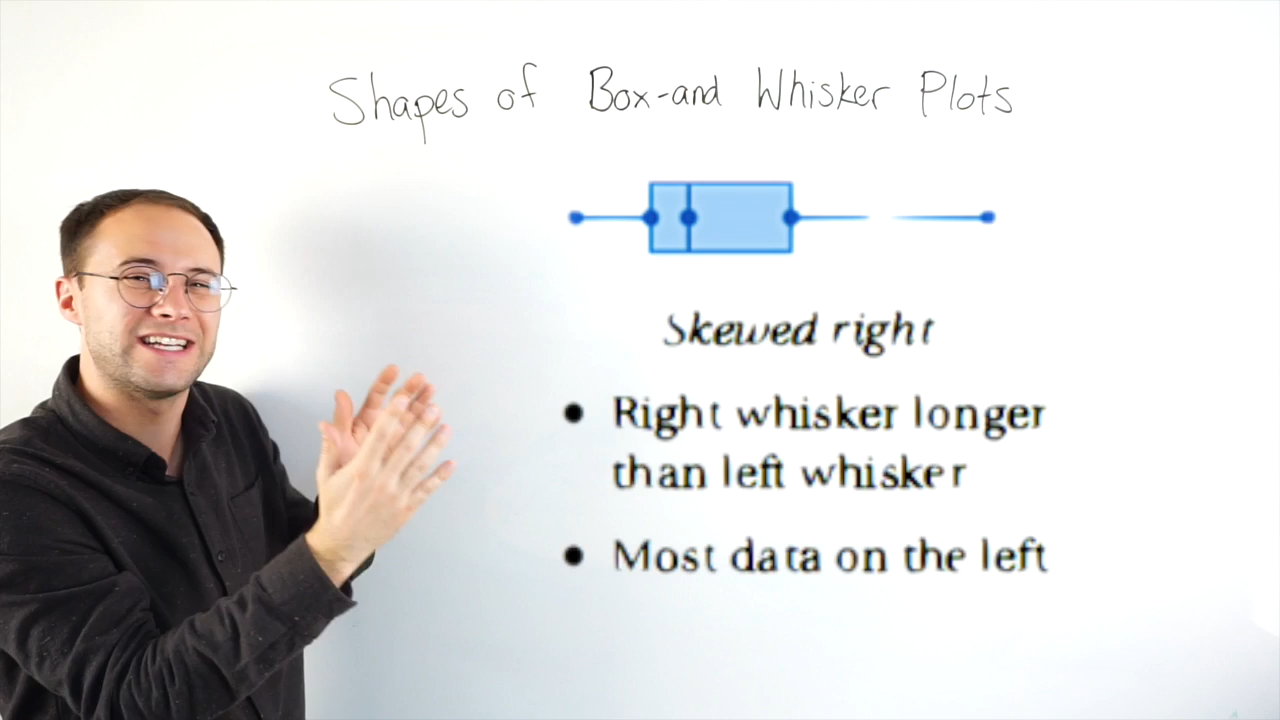 Shapes of Box-and Whisker Plots
Skewed right
• Right whisker longer
than left whisker
• Most data on the left